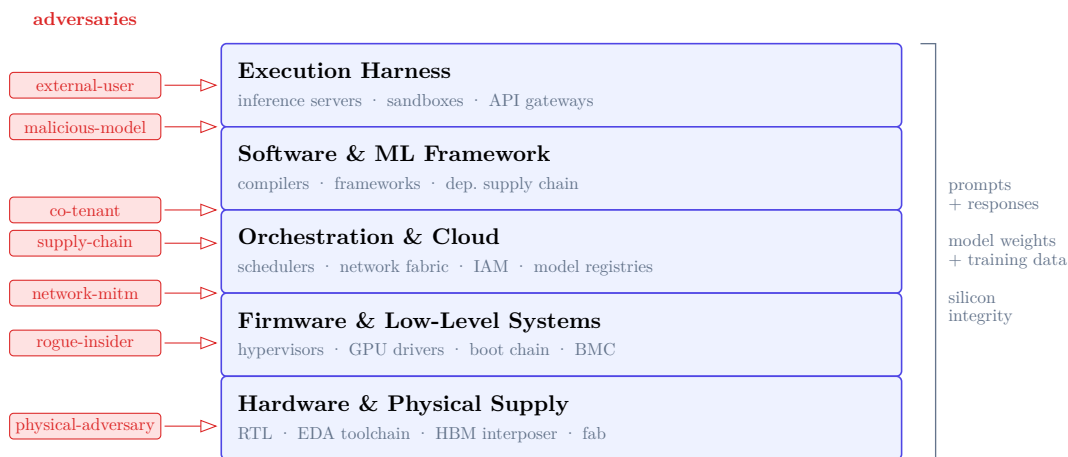 adversaries
external-user
malicious-model
co-tenant
supply-chain
network-mitm
rogue-insider
physical-adversary
Execution Harness
inference servers · sandboxes · API gateways
Software & ML Framework
compilers · frameworks · dep. supply chain
Orchestration & Cloud
schedulers · network fabric · IAM · model registries
Firmware & Low-Level Systems
hypervisors · GPU drivers · boot chain · BMC
Hardware & Physical Supply
RTL · EDA toolchain · HBM interposer · fab
prompts
+ responses
model weights
+ training data
silicon
integrity